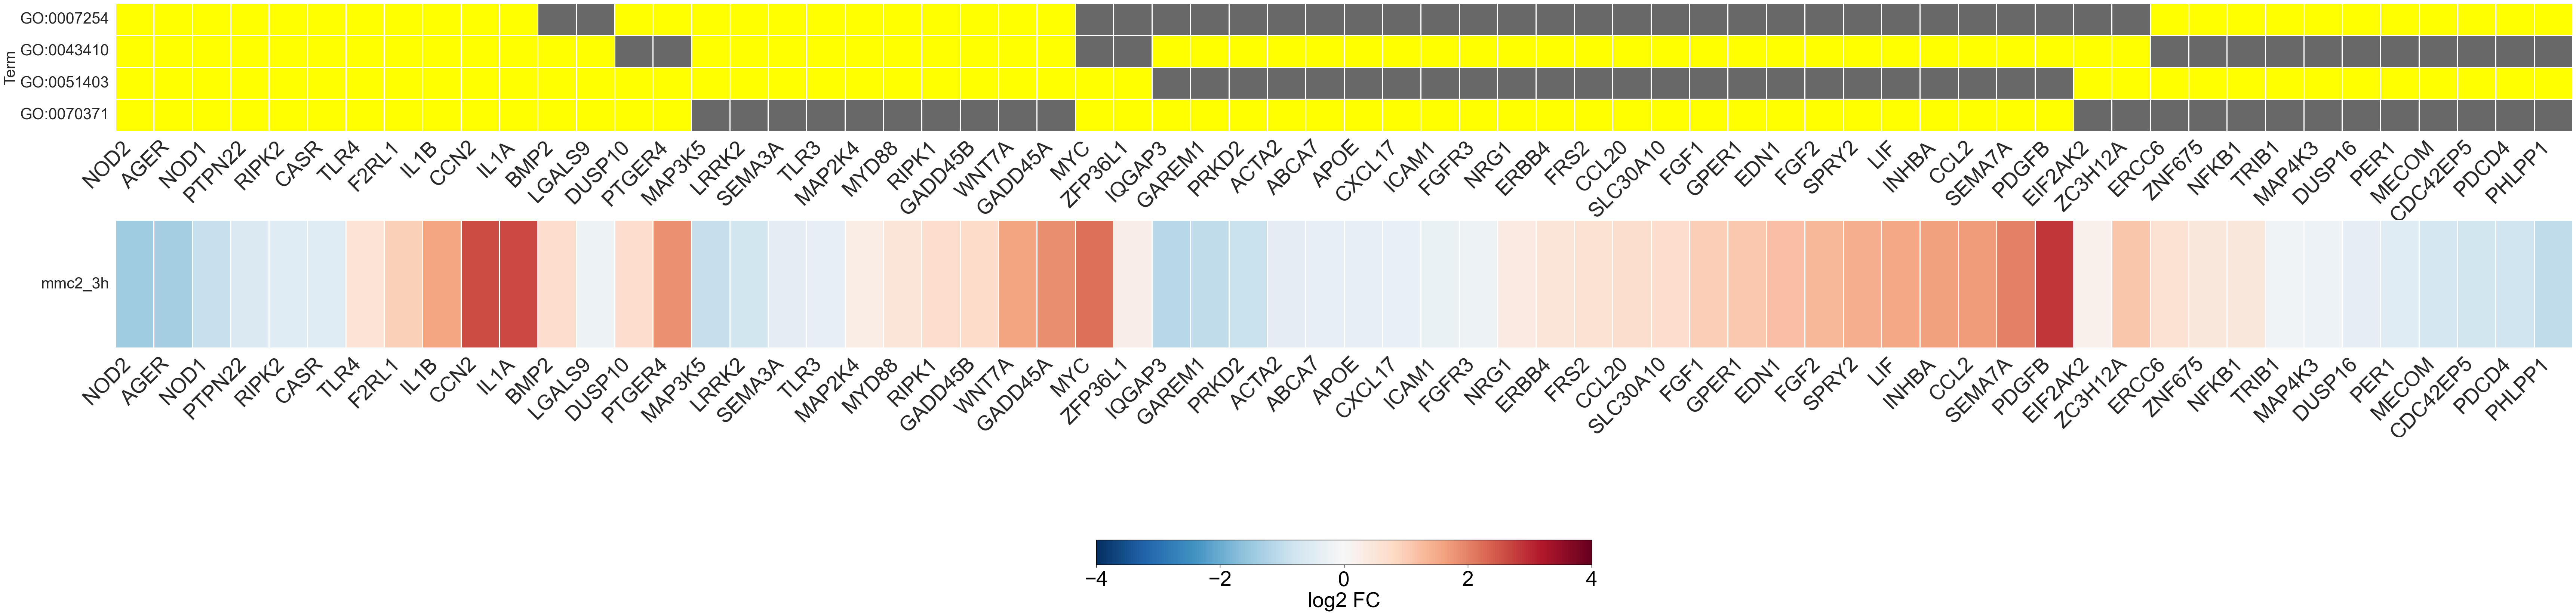 Term
GO:0007254
GO:0043410
GO:0051403
GO:0070371
NOD2 AGER NOD1 PTPN22 RIPK2 CASR TLR4 F2RL1 IL1B CCN2 IL1A BMP2 LGALS9 DUSP10 PTGER4 MAP3K5 LRRK2 SEMA3A TLR3 MAP2K4 MYD88 RIPK1 GADD45B WNT7A GADD45A MYC ZFP36L1 IQGAP3 GAREM1 PRKD2 ACTA2 ABCA7 APOE CXCL17 ICAM1 FGFR3 NRG1 ERBB4 FRS2 CCL20 SLC30A10 FGF1 GPER1 EDN1 FGF2 SPRY2 LIF INHBA CCL2 SEMA7A PDGFB EIF2AK2 ZC3H12A ERCC6 ZNF675 NFKB1 TRIB1 MAP4K3 DUSP16 PER1 MECOM CDC42EP5 PDCD4 PHLPP1
mmc2_3h
NOD2 AGER NOD1 PTPN22 RIPK2 CASR TLR4 F2RL1 IL1B CCN2 IL1A BMP2 LGALS9 DUSP10 PTGER4 MAP3K5 LRRK2 SEMA3A TLR3 MAP2K4 MYD88 RIPK1 GADD45B WNT7A GADD45A MYC ZFP36L1 IQGAP3 GAREM1 PRKD2 ACTA2 ABCA7 APOE CXCL17 ICAM1 FGFR3 NRG1 ERBB4 FRS2 CCL20 SLC30A10 FGF1 GPER1 EDN1 FGF2 SPRY2 LIF INHBA CCL2 SEMA7A PDGFB EIF2AK2 ZC3H12A ERCC6 ZNF675 NFKB1 TRIB1 MAP4K3 DUSP16 PER1 MECOM CDC42EP5 PDCD4 PHLPP1
−4 −2 0 2 4
log2 FC